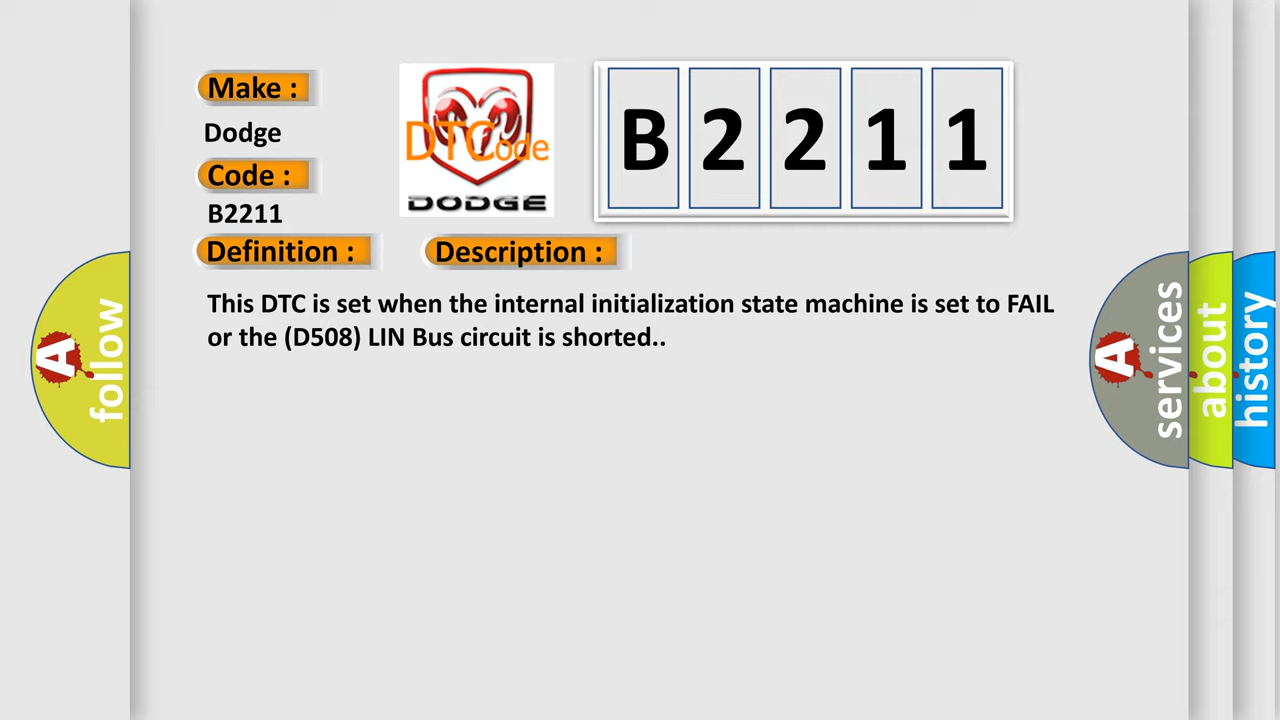 Make :
Dodge
Code :
B2211
DTCode
DODGE
B 2 2 1 1
Definition :
Description :
This DTC is set when the internal initialization state machine is set to FAIL
or the (D508) LIN Bus circuit is shorted..
A follow
A services
about
history